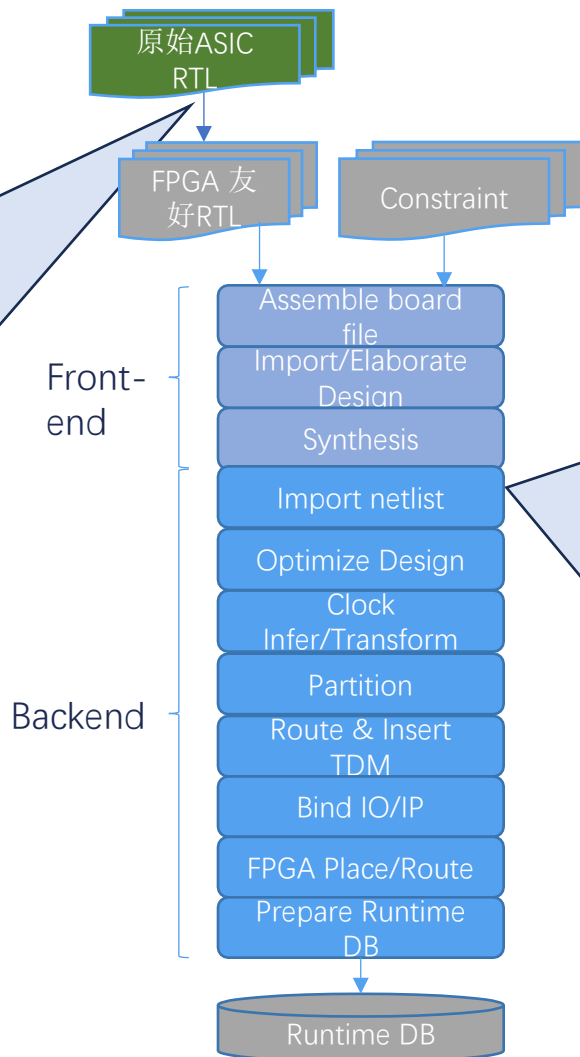 原始ASIC
RTL
FPGA 友
好RTL
Constraint
Assemble board
file
Import/Elaborate
Design
Synthesis
Front-
end
Import netlist
Optimize Design
Clock
Infer/Transform
Partition
Route & Insert
TDM
Bind IO/IP
FPGA Place/Route
Prepare Runtime
DB
Backend
Runtime DB